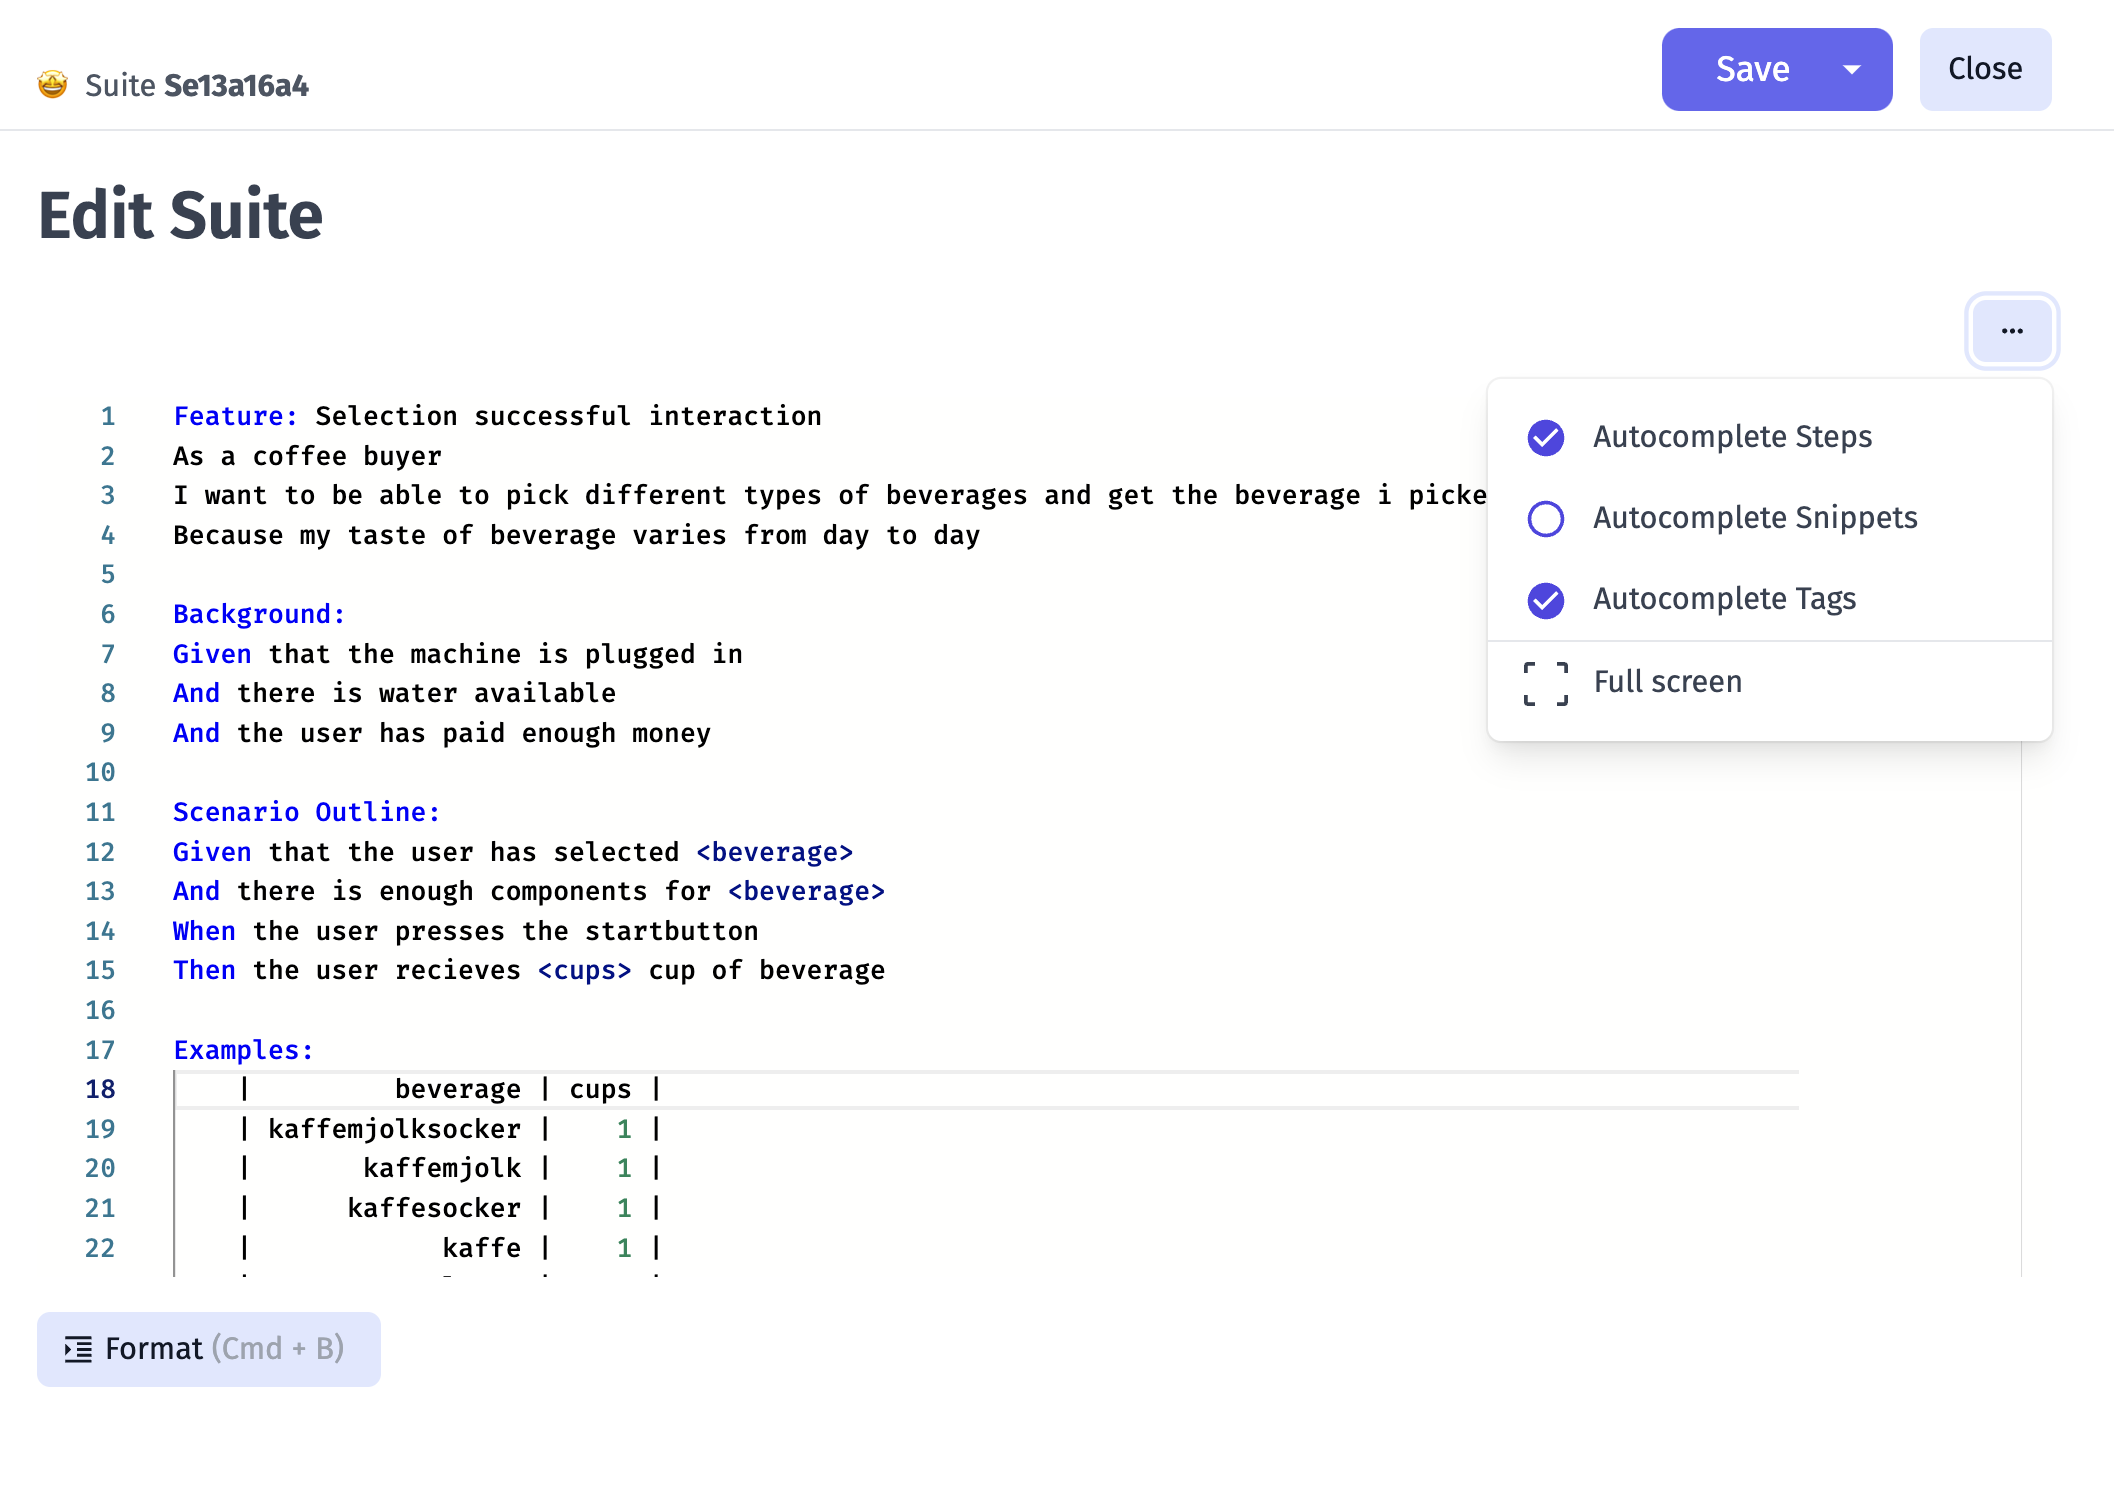 Suite Se13a16a4
Save
Close
Edit Suite
...
Autocomplete Steps
Autocomplete Snippets
Autocomplete Tags
Full screen
1 Feature: Selection successful interaction
2 As a coffee buyer
3 I want to be able to pick different types of beverages and get the beverage i picke
4 Because my taste of beverage varies from day to day
5
6 Background:
7 Given that the machine is plugged in
8 And there is water available
9 And the user has paid enough money
10
11 Scenario Outline:
12 Given that the user has selected <beverage>
13 And there is enough components for <beverage>
14 When the user presses the startbutton
15 Then the user recieves <cups> cup of beverage
16
17 Examples:
18 | beverage | cups |
19 | kaffemjolksocker | 1 |
20 | kaffemjolk | 1 |
21 | kaffesocker | 1 |
22 | kaffe | 1 |
Format (Cmd + B)